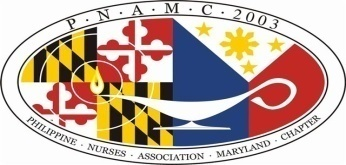 P · N · A · M · C · 2003
PHILIPPINE · NURSES · ASSOCIATION · MARYLAND · CHAPTER